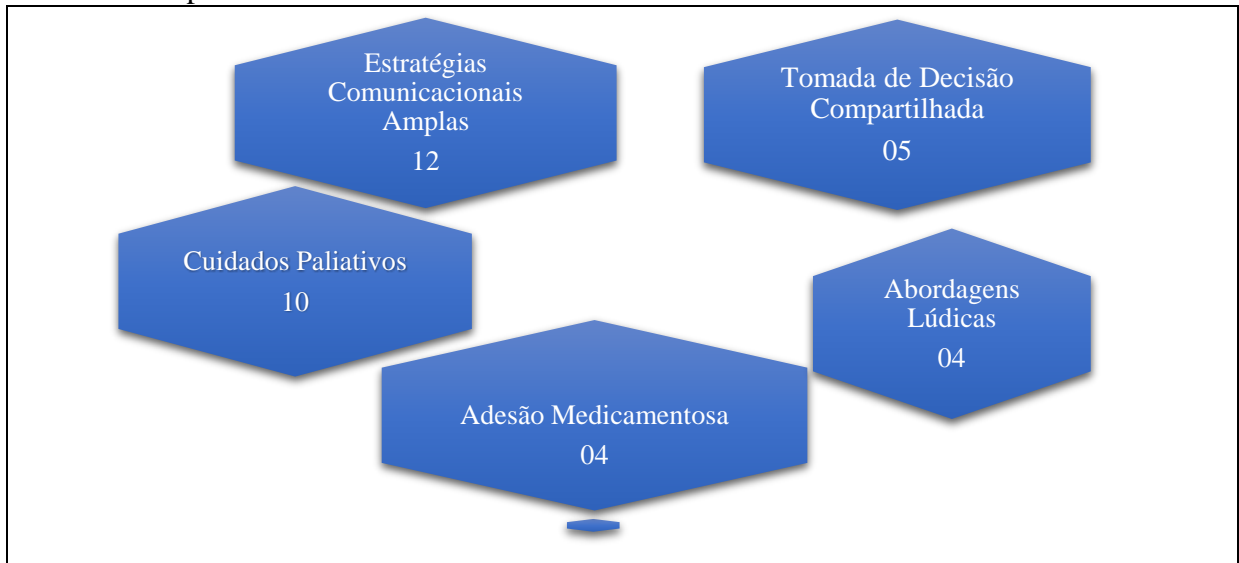 Estratégias
Comunicacionais
Amplas
12
Tomada de Decisão
Compartilhada
05
Cuidados Paliativos
10
Abordagens
Lúdicas
04
Adesão Medicamentosa
04